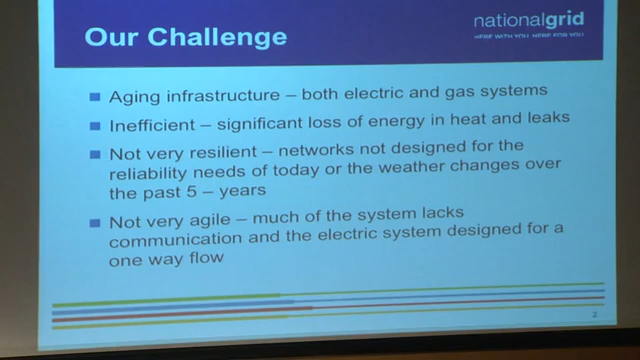 Our Challenge
nationalgrid
HERE WITH YOU. HERE FOR YOU.
Aging infrastructure – both electric and gas systems
Inefficient – significant loss of energy in heat and leaks
Not very resilient – networks not designed for the
reliability needs of today or the weather changes over
the past 5 – years
Not very agile – much of the system lacks
communication and the electric system designed for a
one way flow
2